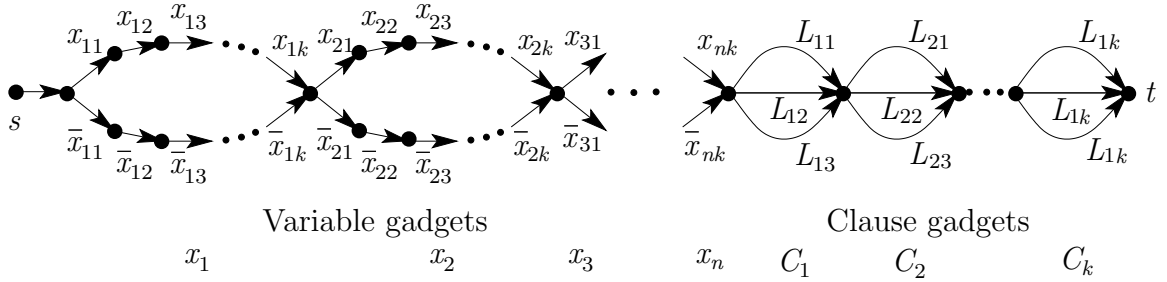 x₁₁ x₁₂ x₁₃ x₁ₖ x₂₁ x₂₂ x₂₃ x₂ₖ x₃₁ xₙₖ L₁₁ L₂₁ L₁ₖ
s L₁₂ L₂₂ L₁ₖ t
x̄₁₁ x̄₁₂ x̄₁₃ x̄₁ₖ x̄₂₁ x̄₂₂ x̄₂₃ x̄₂ₖ x̄₃₁ x̄ₙₖ L₁₃ L₂₃ L₁ₖ
Variable gadgets Clause gadgets
x₁ x₂ x₃ xₙ C₁ C₂ Cₖ